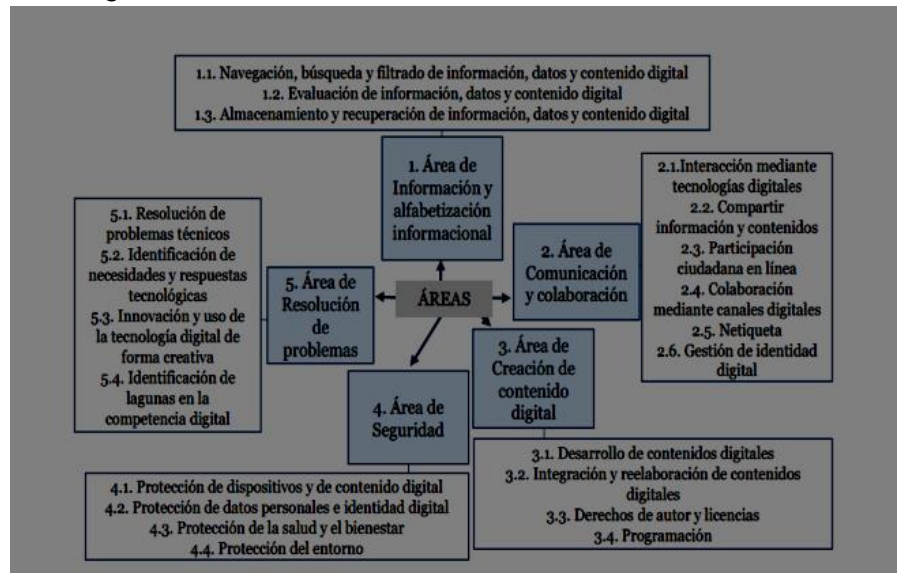 1.1. Navegación, búsqueda y filtrado de información, datos y contenido digital
1.2. Evaluación de información, datos y contenido digital
1.3. Almacenamiento y recuperación de información, datos y contenido digital
1. Área de
Información y
alfabetización
informacional
2.1.Interacción mediante
tecnologías digitales
2.2. Compartir
información y contenidos
2.3. Participación
ciudadana en línea
2.4. Colaboración
mediante canales digitales
2.5. Netiqueta
2.6. Gestión de identidad
digital
2. Área de
Comunicación
y colaboración
5.1. Resolución de
problemas técnicos
5.2. Identificación de
necesidades y respuestas
tecnológicas
5.3. Innovación y uso de
la tecnología digital de
forma creativa
5.4. Identificación de
lagunas en la
competencia digital
5. Área de
Resolución
de
problemas
ÁREAS
3. Área de
Creación de
contenido
digital
4. Área de
Seguridad
3.1. Desarrollo de contenidos digitales
3.2. Integración y reelaboración de contenidos
digitales
3.3. Derechos de autor y licencias
3.4. Programación
4.1. Protección de dispositivos y de contenido digital
4.2. Protección de datos personales e identidad digital
4.3. Protección de la salud y el bienestar
4.4. Protección del entorno